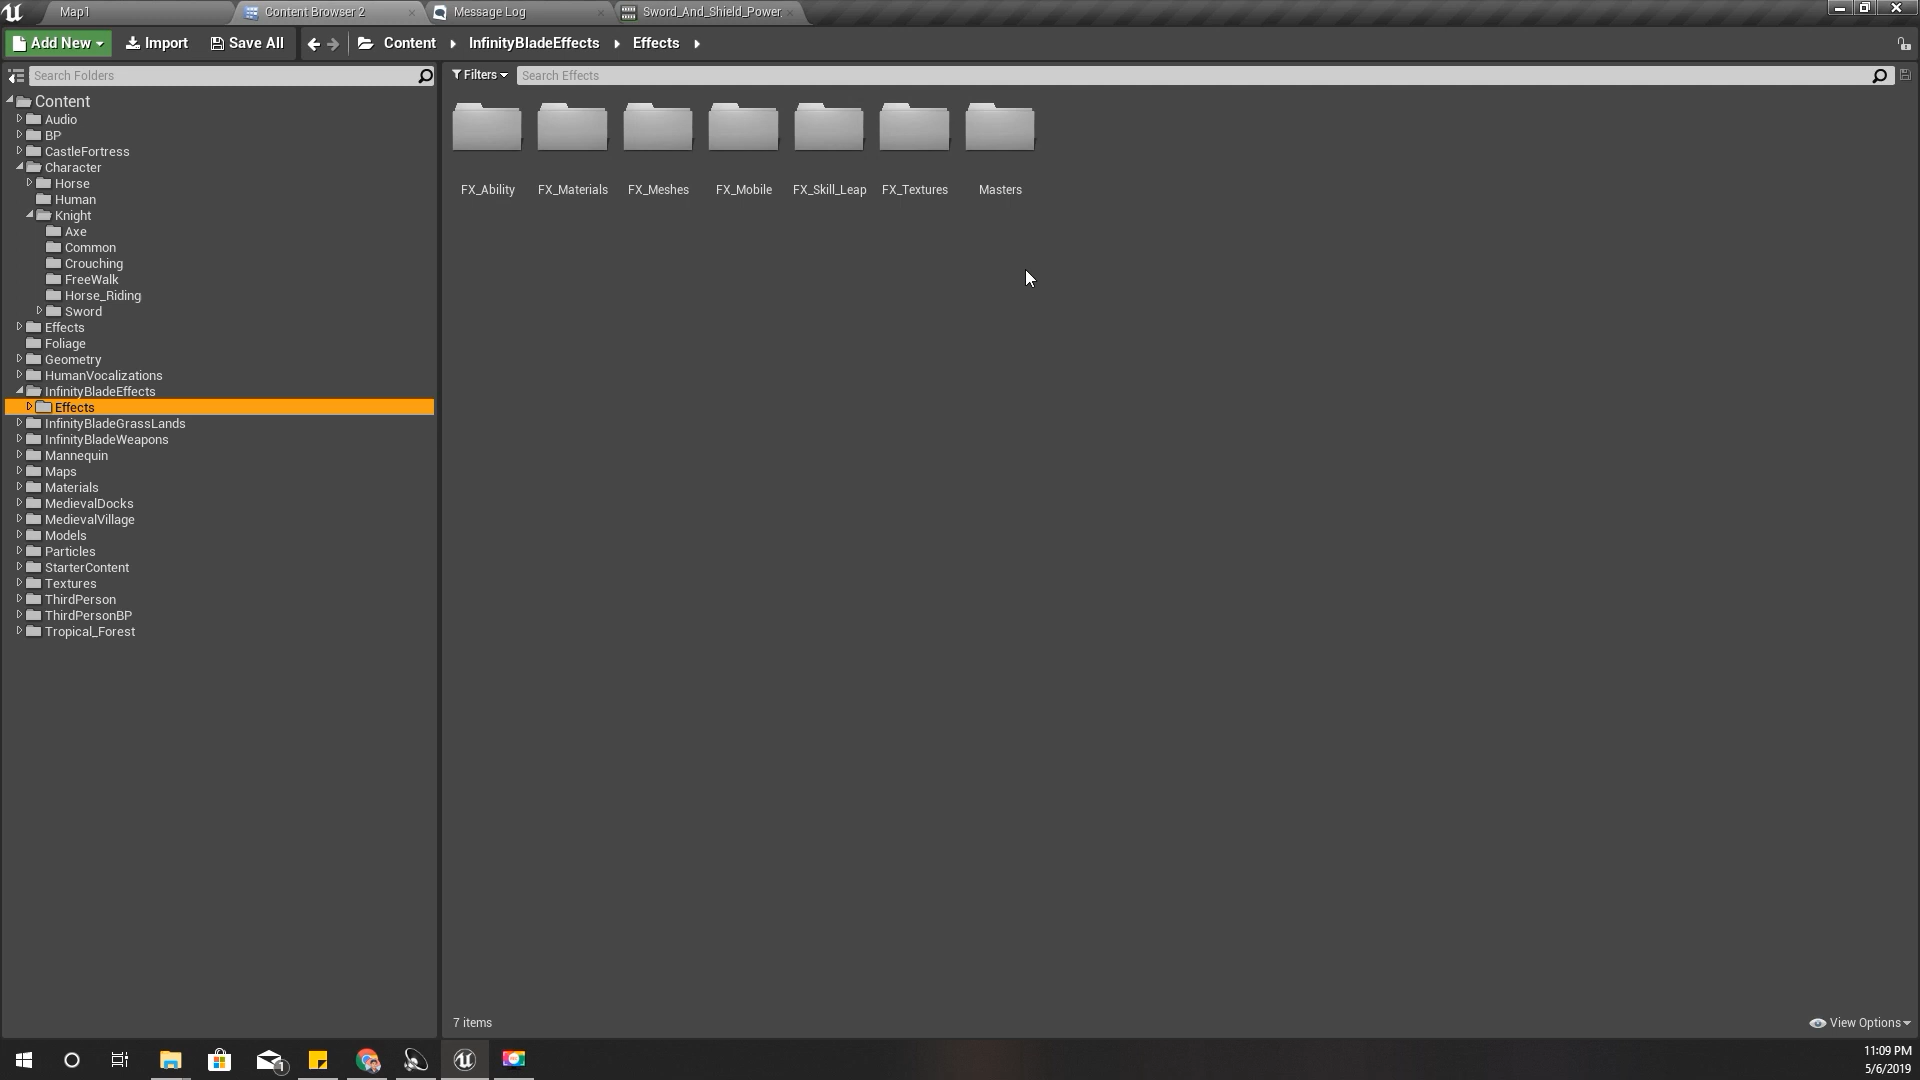 Map1
Content Browser 2
Message Log
Sword_And_Shield_Power
Add New
Import
Save All
Content
InfinityBladeEffects
Effects
Search Folders
Filters
Search Effects
Content
Audio
BP
CastleFortress
Character
Horse
Human
Knight
Axe
Common
Crouching
FreeWalk
Horse_Riding
Sword
Effects
Foliage
Geometry
HumanVocalizations
InfinityBladeEffects
Effects
InfinityBladeGrassLands
InfinityBladeWeapons
Mannequin
Maps
Materials
MedievalDocks
MedievalVillage
Models
Particles
StarterContent
Textures
ThirdPerson
ThirdPersonBP
Tropical_Forest
FX_Ability FX_Materials FX_Meshes FX_Mobile FX_Skill_Leap FX_Textures Masters
7 items
View Options
1
11:09 PM
5/6/2019